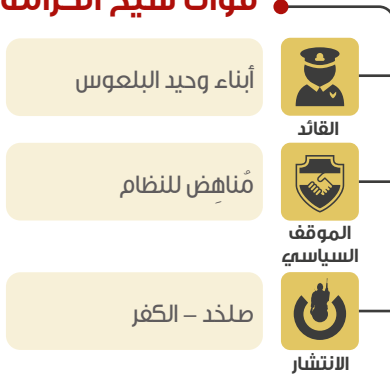 قوات شيخ الكرامة
أبناء وحيد البلعوس
القائد
مُناهِض للنظام
الموقف
السياسي
صلخد – الكفر
الانتشار